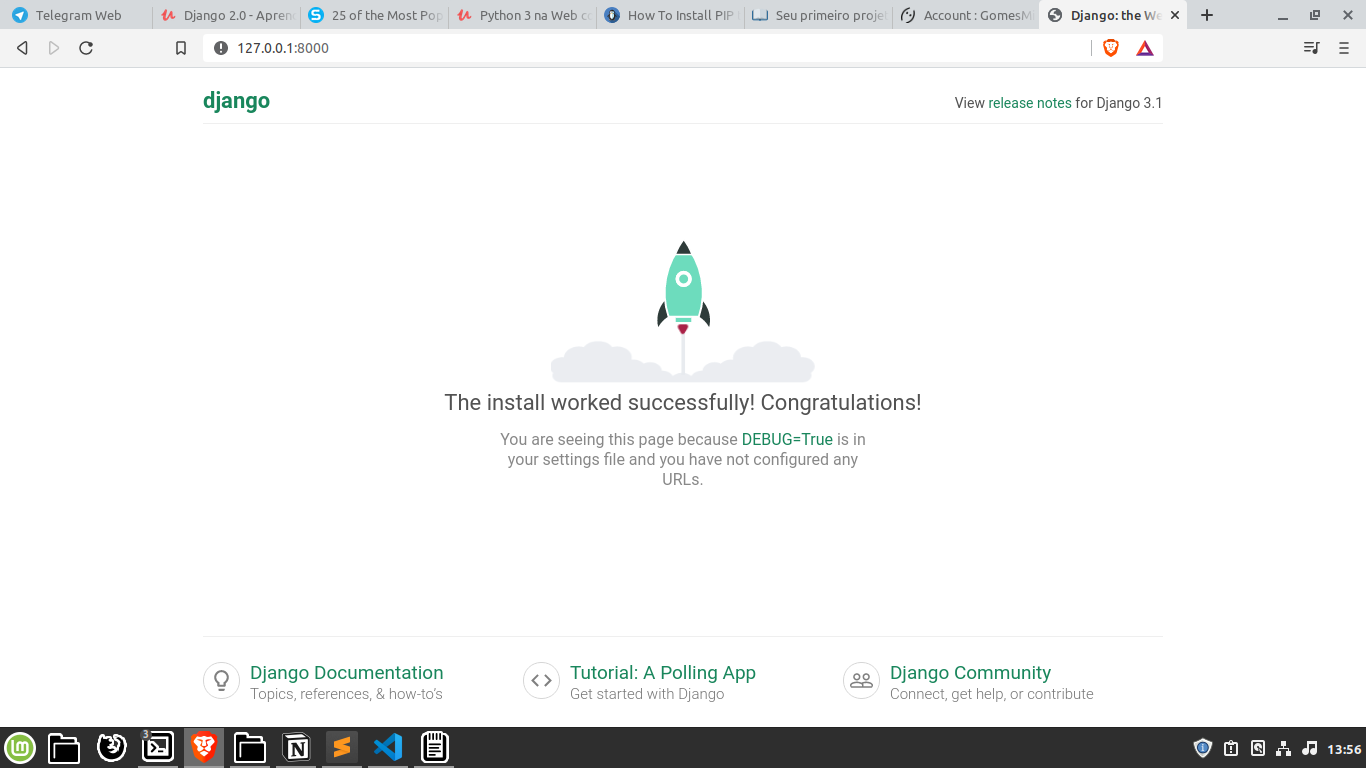 Telegram Web
Django 2.0 - Apren
25 of the Most Pop
Python 3 na Web co
How To Install PIP
Seu primeiro proje
Account : GomesM
Django: the We
127.0.0.1:8000
django
View release notes for Django 3.1
The install worked successfully! Congratulations!
You are seeing this page because DEBUG=True is in
your settings file and you have not configured any
URLs.
Django Documentation
Topics, references, & how-to's
Tutorial: A Polling App
Get started with Django
Django Community
Connect, get help, or contribute
3
13:56